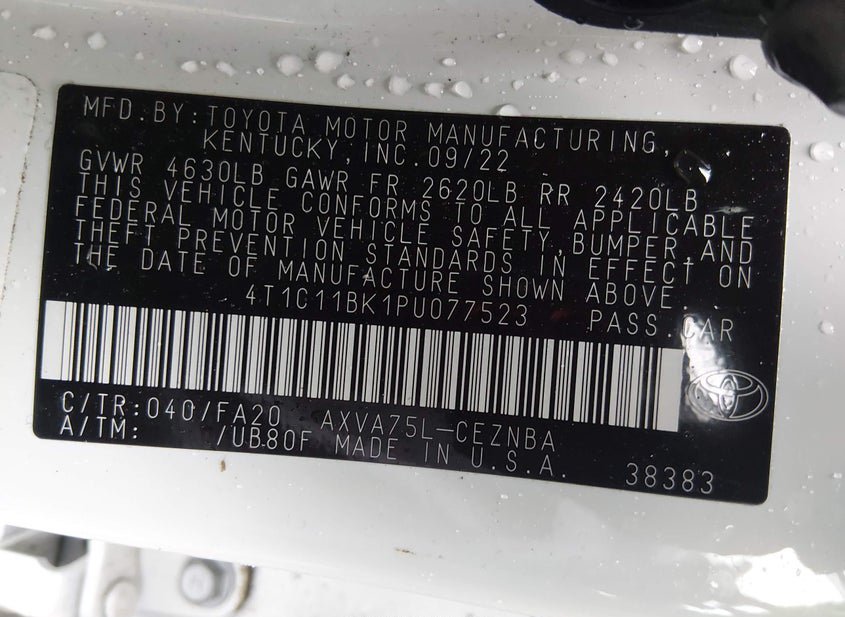 MFD.BY:TOYOTA MOTOR MANUFACTURING,
KENTUCKY,INC.09/22
GVWR 4630LB GAWR FR 2620LB RR 2420LB
THIS VEHICLE CONFORMS TO ALL APPLICABLE
FEDERAL MOTOR VEHICLE SAFETY,BUMPER,AND
THEFT PREVENTION STANDARDS IN EFFECT ON
THE DATE OF MANUFACTURE SHOWN ABOVE.
4T1C11BK1PU077523 PASS.CAR
C/TR:040/FA20 AXVA75L-CEZNBA
A/TM: /UB80F MADE IN U.S.A. 38383